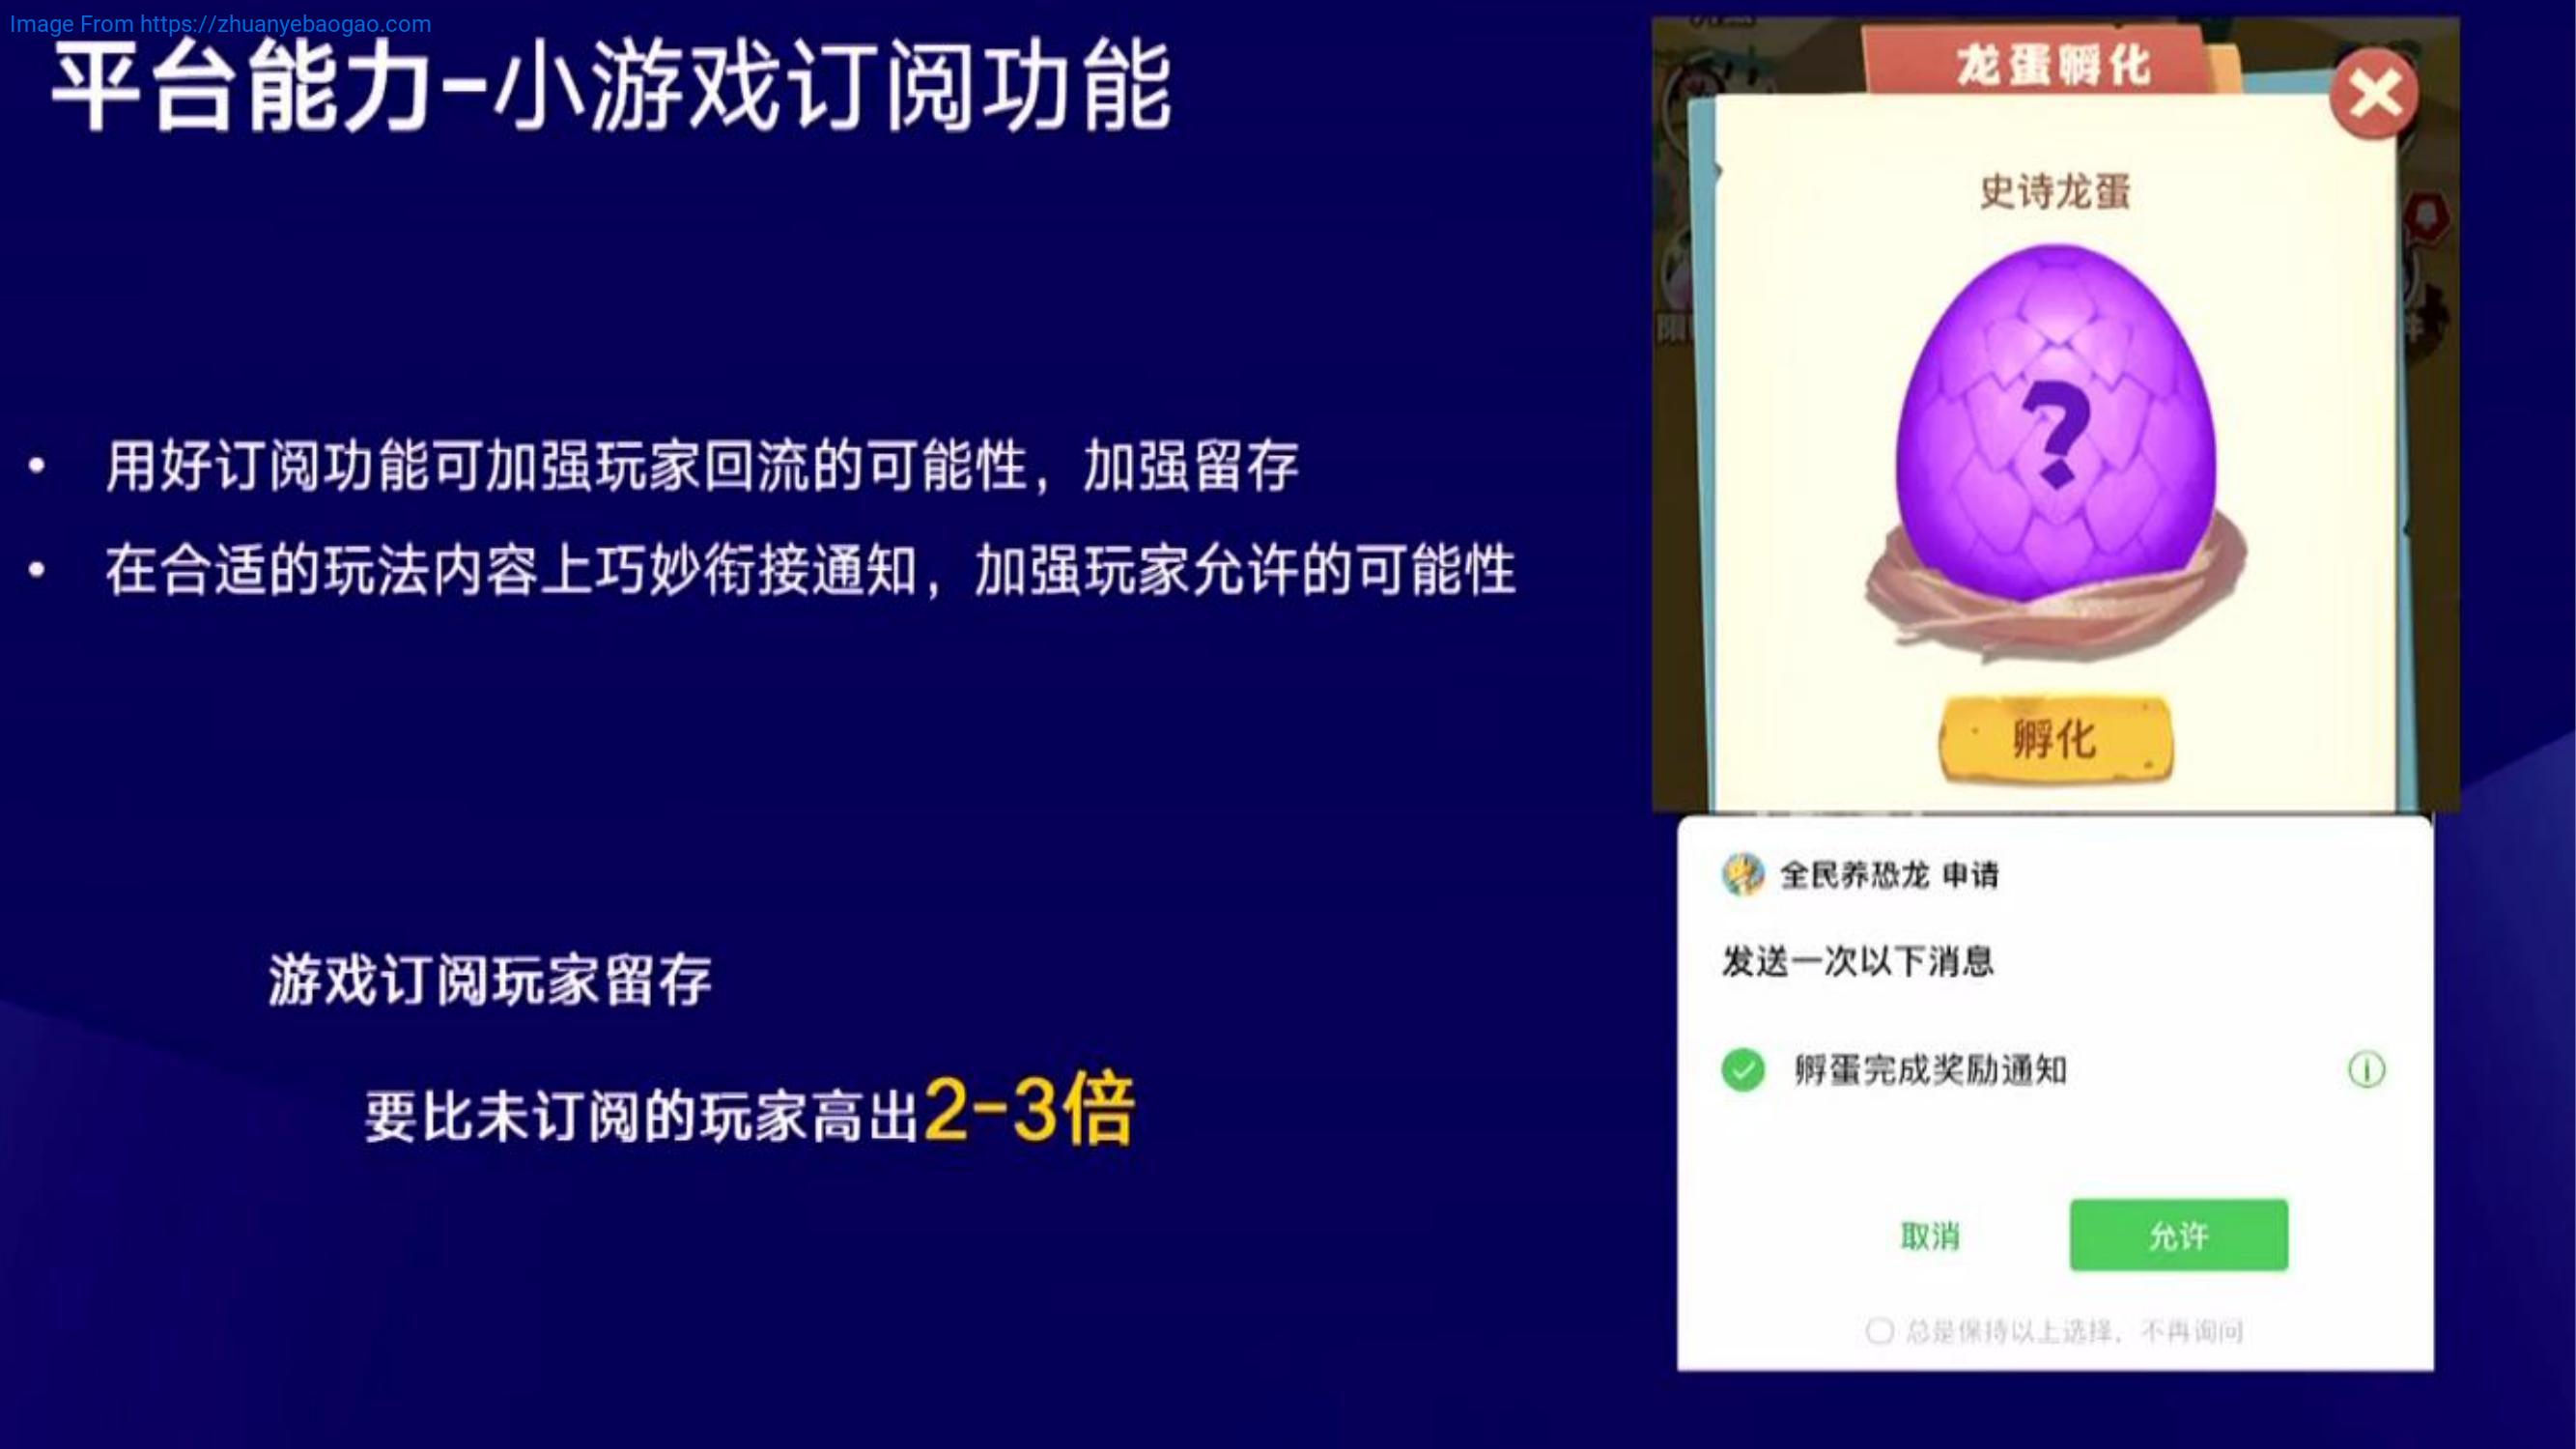 Image From https://zhuanyebaogao.com
平台能力-小游戏订阅功能
• 用好订阅功能可加强玩家回流的可能性，加强留存
• 在合适的玩法内容上巧妙衔接通知，加强玩家允许的可能性
游戏订阅玩家留存
要比未订阅的玩家高出2-3倍
龙蛋孵化
史诗龙蛋
?
孵化
全民养恐龙 申请
发送一次以下消息
孵蛋完成奖励通知
取消
允许
总是保持以上选择，不再询问